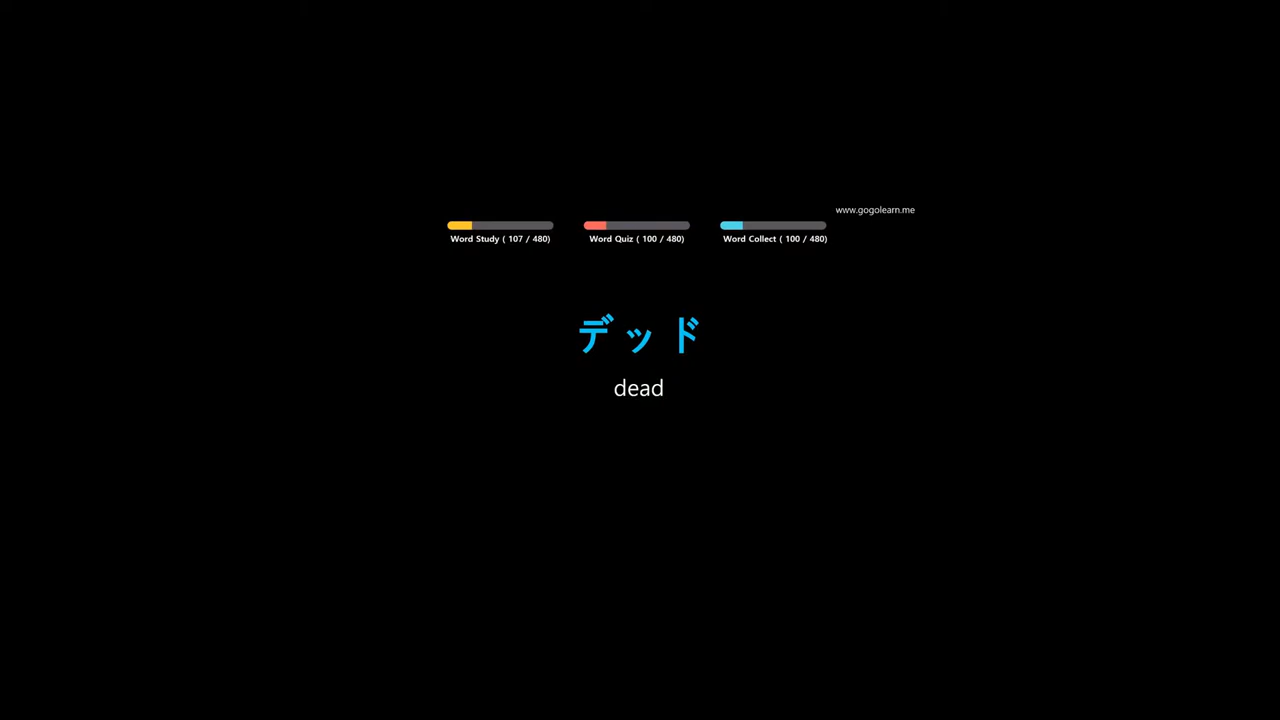 www.gogolearn.me
Word Study ( 107 / 480)
Word Quiz ( 100 / 480)
Word Collect ( 100 / 480)
デッド
dead